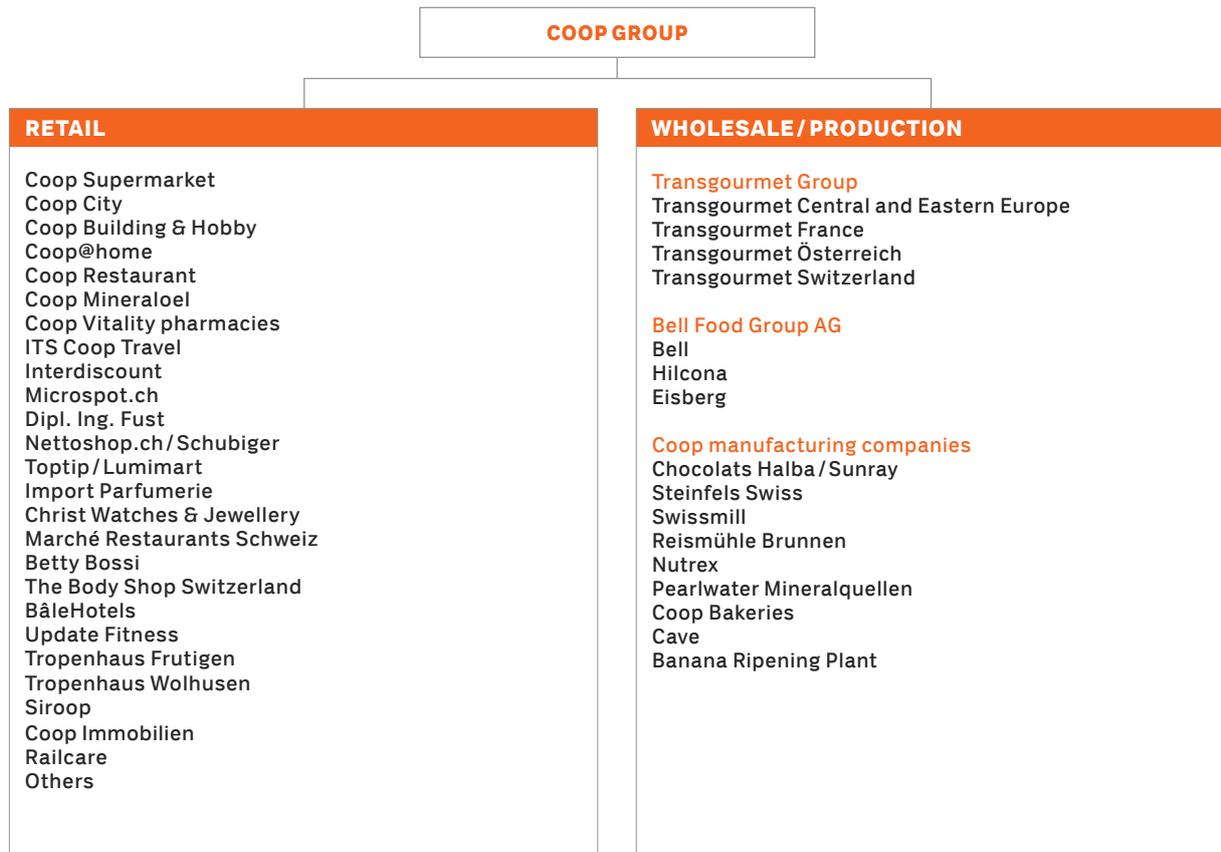 COOP GROUP
RETAIL
Coop Supermarket
Coop City
Coop Building & Hobby
Coop@home
Coop Restaurant
Coop Mineraloel
Coop Vitality pharmacies
ITS Coop Travel
Interdiscount
Microspot.ch
Dipl. Ing. Fust
Nettoshop.ch/Schubiger
Toptip/Lumimart
Import Parfumerie
Christ Watches & Jewellery
Marché Restaurants Schweiz
Betty Bossi
The Body Shop Switzerland
BâleHotels
Update Fitness
Tropenhaus Frutigen
Tropenhaus Wolhusen
Siroop
Coop Immobilien
Railcare
Others
WHOLESALE/PRODUCTION
Transgourmet Group
Transgourmet Central and Eastern Europe
Transgourmet France
Transgourmet Österreich
Transgourmet Switzerland
Bell Food Group AG
Bell
Hilcona
Eisberg
Coop manufacturing companies
Chocolats Halba/Sunray
Steinfels Swiss
Swissmill
Reismühle Brunnen
Nutrex
Pearlwater Mineralquellen
Coop Bakeries
Cave
Banana Ripening Plant